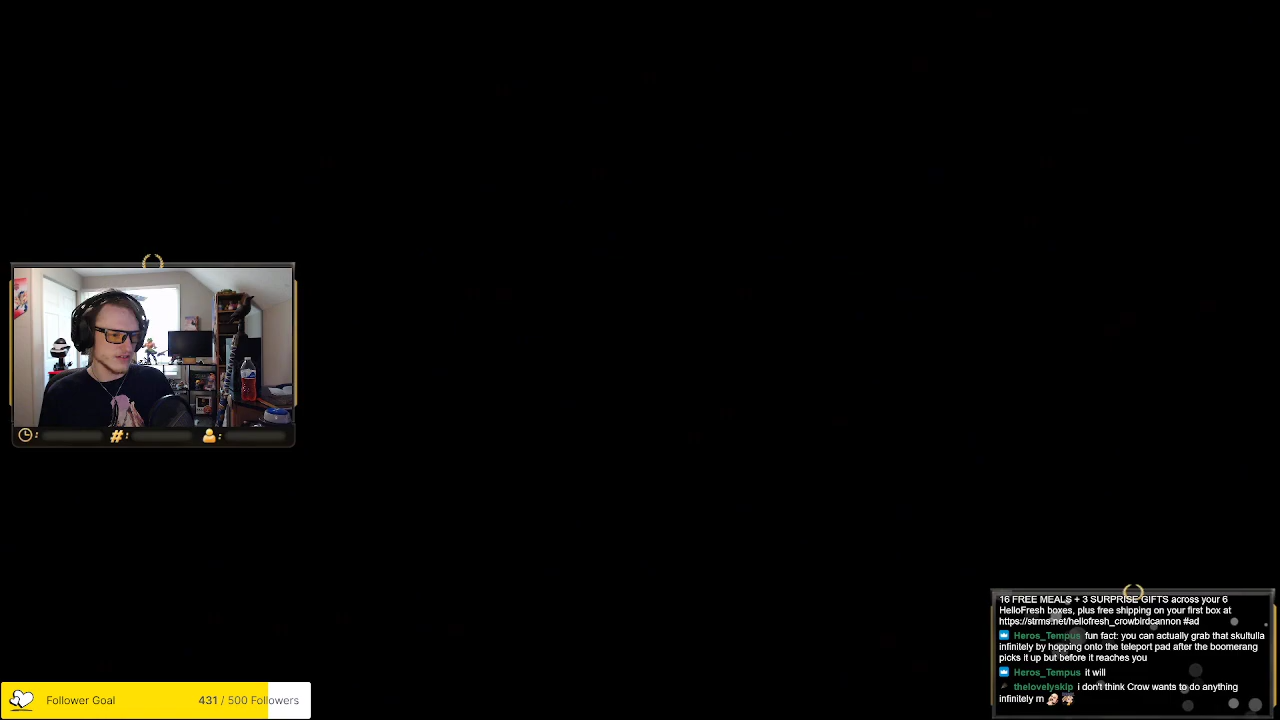 16 FREE MEALS + 3 SURPRISE GIFTS across your 6
HelloFresh boxes, plus free shipping on your first box at
https://strms.net/hellofresh_crowbirdcannon #ad
Heros_Tempus fun fact: you can actually grab that skultulla
infinitely by hopping onto the teleport pad after the boomerang
picks it up but before it reaches you
Heros_Tempus it will
thelovelyskip i don't think Crow wants to do anything
infinitely rn
# :
Follower Goal 431 / 500 Followers